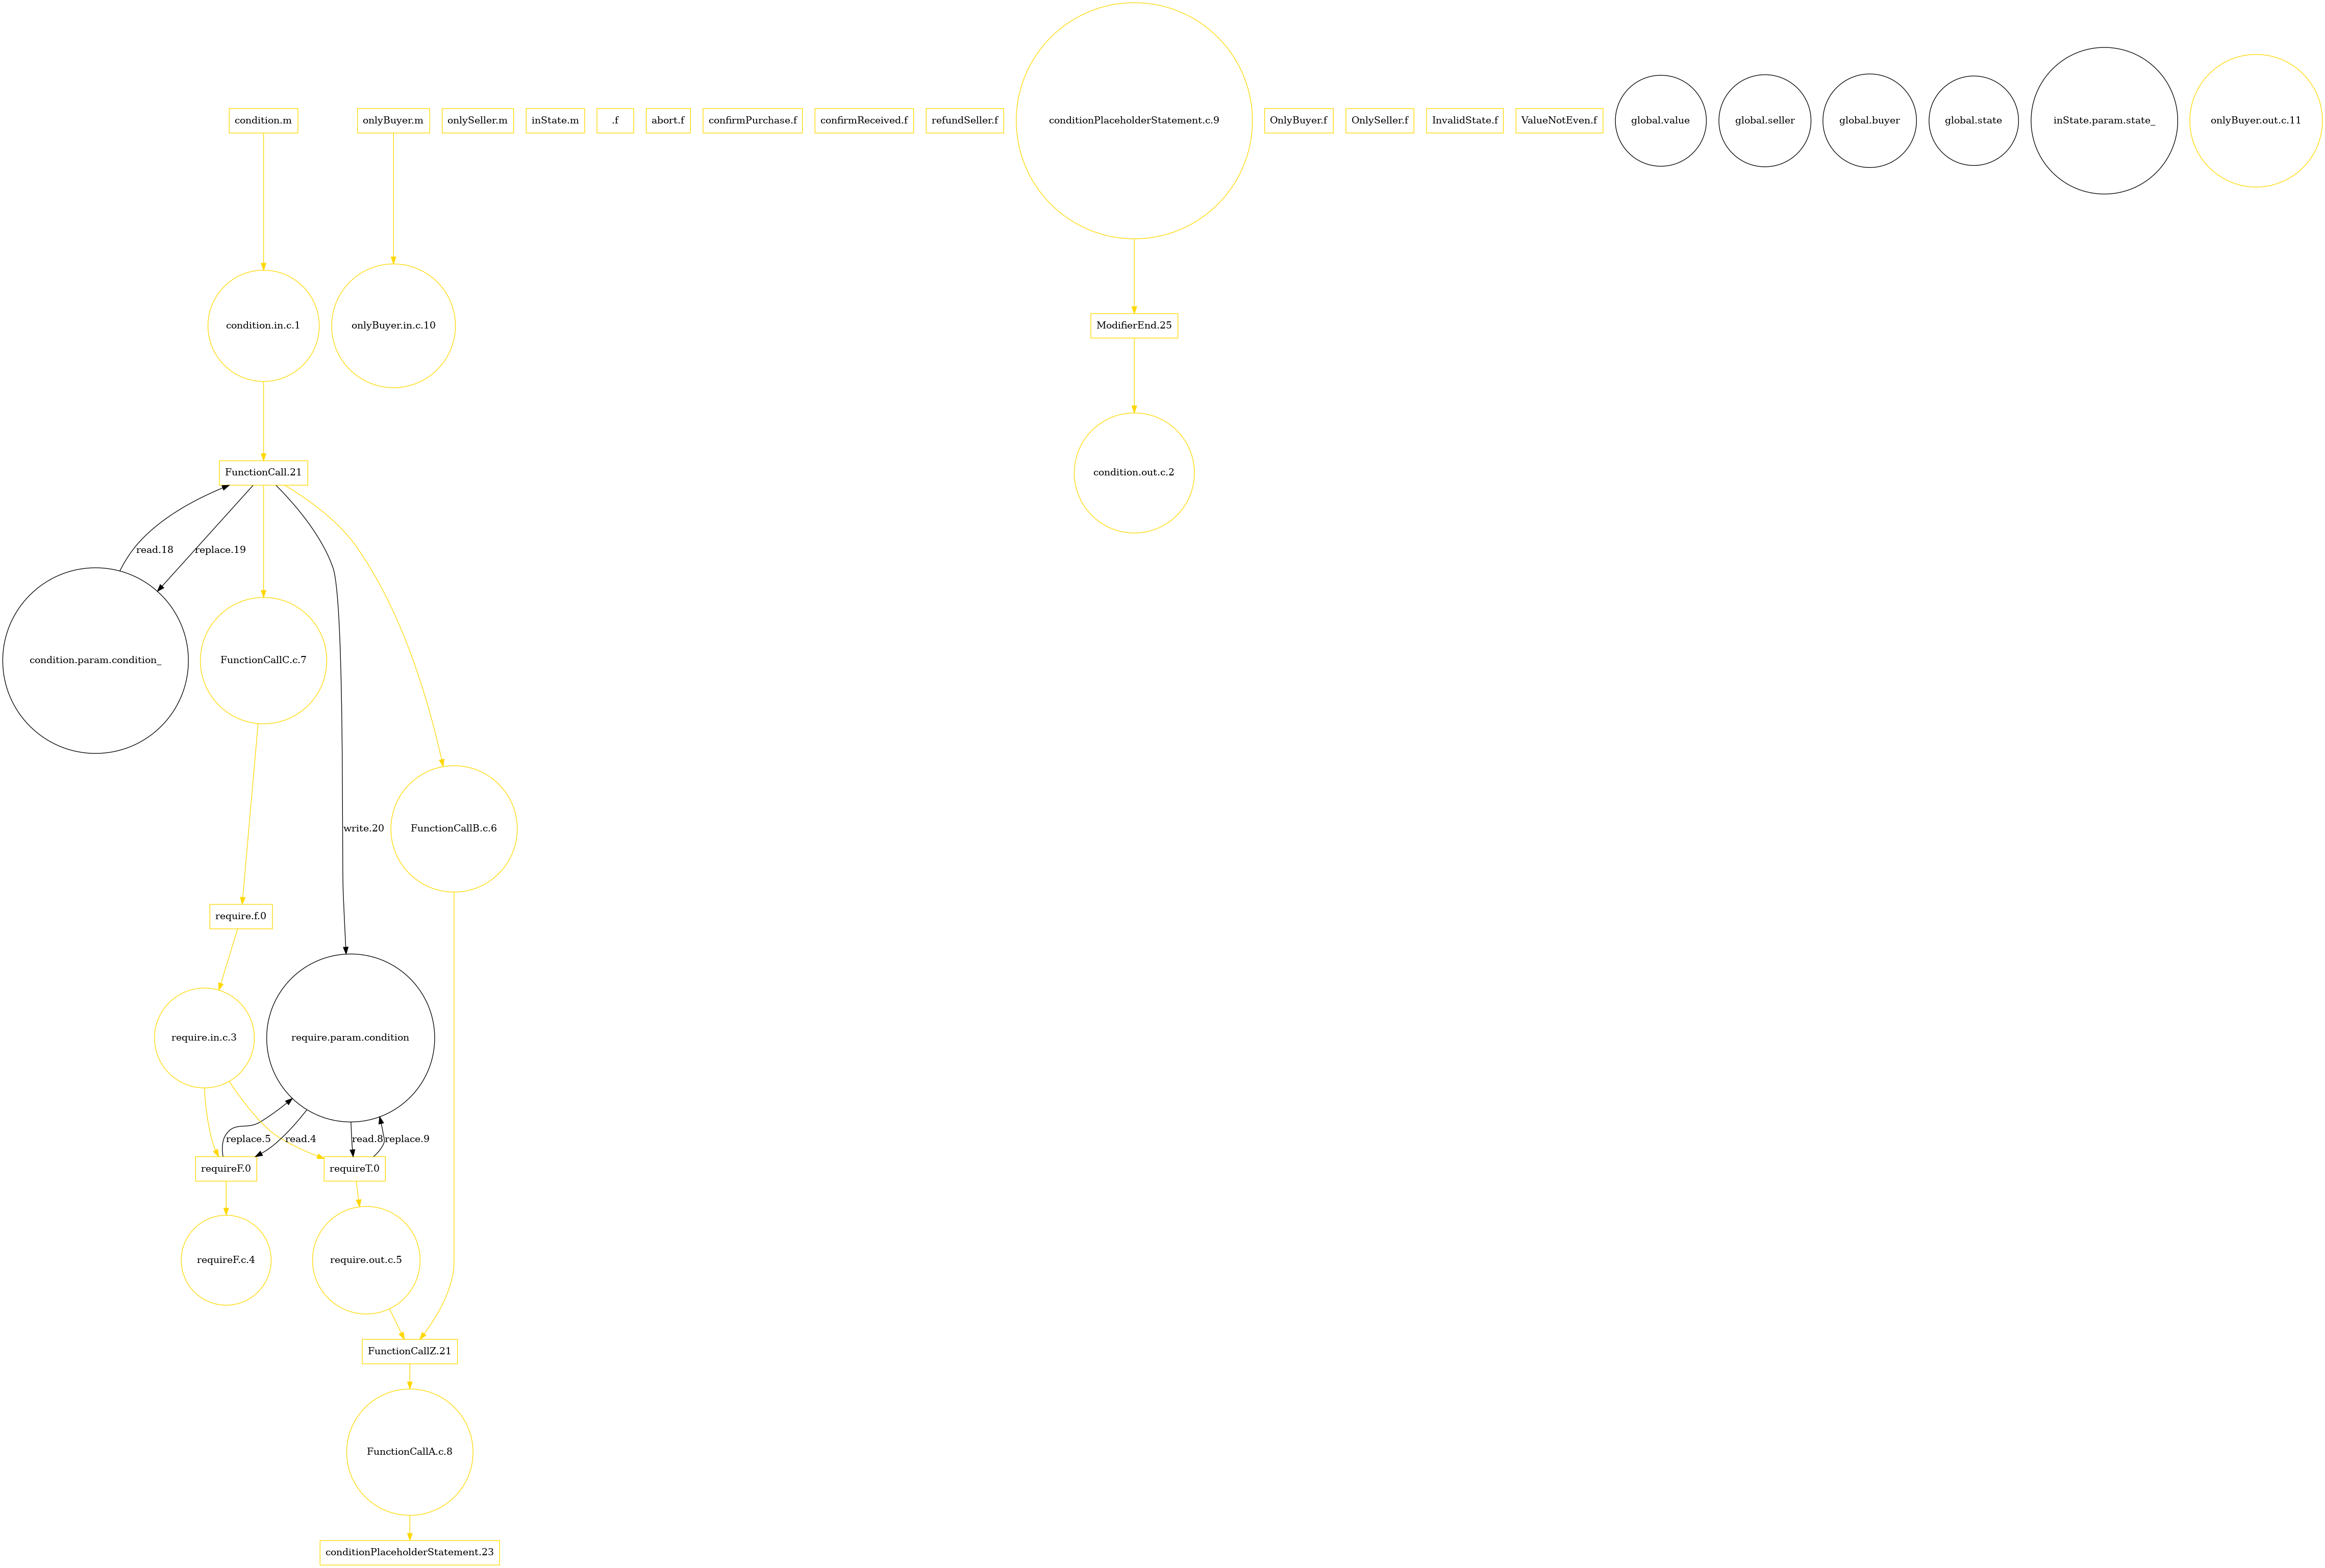 condition.m
onlyBuyer.m
onlySeller.m
inState.m
.f
abort.f
confirmPurchase.f
confirmReceived.f
refundSeller.f
conditionPlaceholderStatement.c.9
OnlyBuyer.f
OnlySeller.f
InvalidState.f
ValueNotEven.f
global.value
global.seller
global.buyer
global.state
inState.param.state_
onlyBuyer.out.c.11
condition.in.c.1
onlyBuyer.in.c.10
ModifierEnd.25
FunctionCall.21
condition.out.c.2
read.18
replace.19
condition.param.condition_
FunctionCallC.c.7
write.20
FunctionCallB.c.6
require.f.0
require.in.c.3
require.param.condition
replace.5
read.4
read.8
replace.9
requireF.0
requireT.0
requireF.c.4
require.out.c.5
FunctionCallZ.21
FunctionCallA.c.8
conditionPlaceholderStatement.23